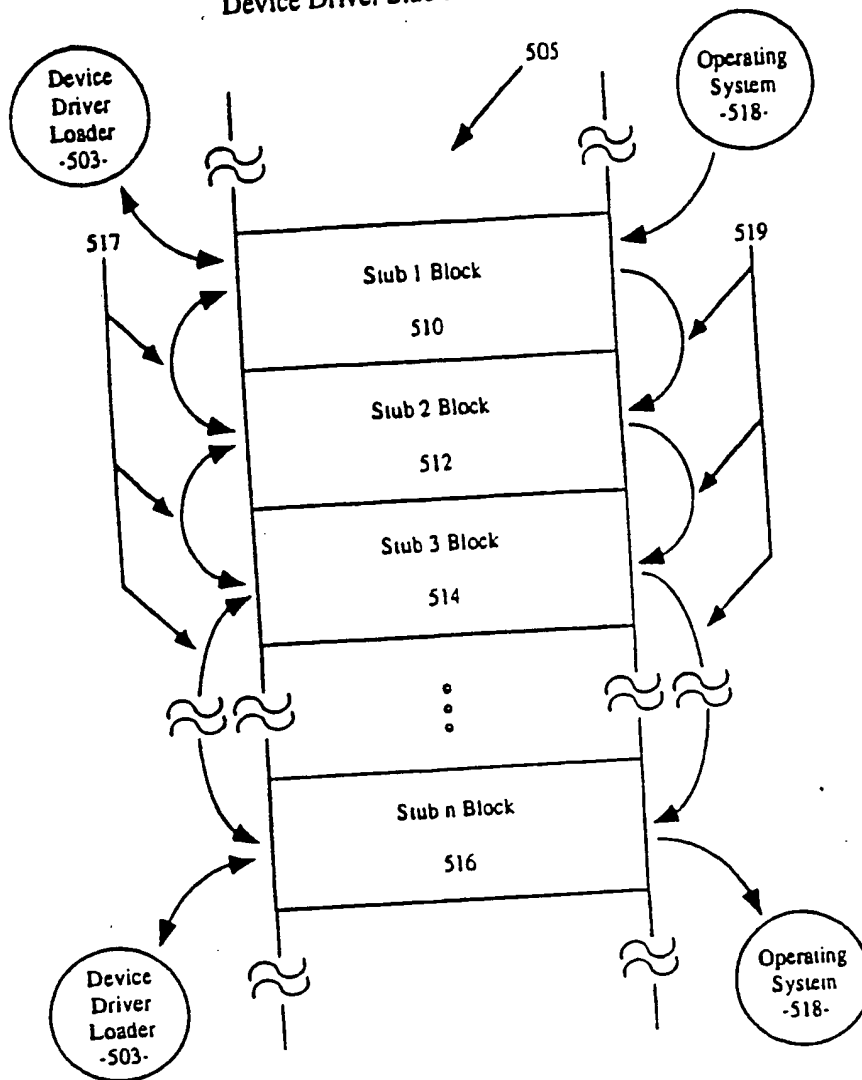 Device Driver
505
Device
Driver
Loader
-503-
Operating
System
-518-
517
519
Stub 1 Block
510
Stub 2 Block
512
Stub 3 Block
514
Stub n Block
516
Device
Driver
Loader
-503-
Operating
System
-518-